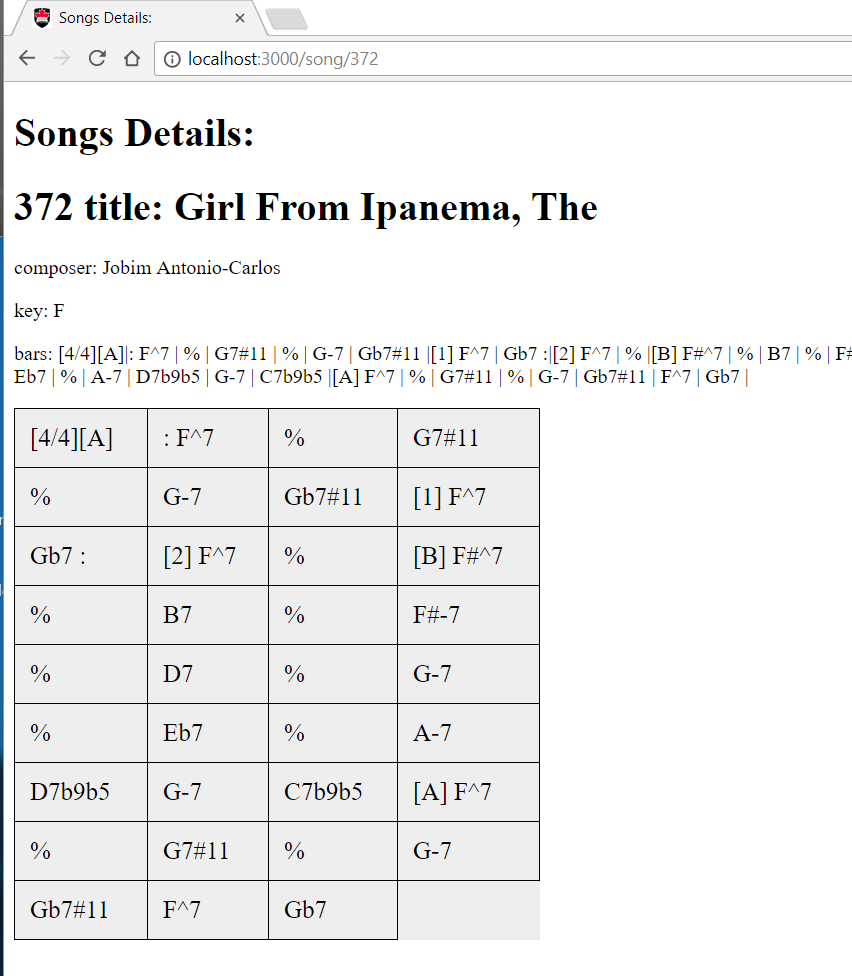 Songs Details:
localhost:3000/song/372
Songs Details:
372 title: Girl From Ipanema, The
composer: Jobim Antonio-Carlos
key: F
bars: [4/4][A]|: F^7 | % | G7#11 | % | G-7 | Gb7#11 |[1] F^7 | Gb7 :|[2] F^7 | % |[B] F#^7 | % | B7 | % | F#
Eb7 | % | A-7 | D7b9b5 | G-7 | C7b9b5 |[A] F^7 | % | G7#11 | % | G-7 | Gb7#11 | F^7 | Gb7 |
[4/4][A] : F^7 % G7#11
% G-7 Gb7#11 [1] F^7
Gb7 : [2] F^7 % [B] F#^7
% B7 % F#-7
% D7 % G-7
% Eb7 % A-7
D7b9b5 G-7 C7b9b5 [A] F^7
% G7#11 % G-7
Gb7#11 F^7 Gb7